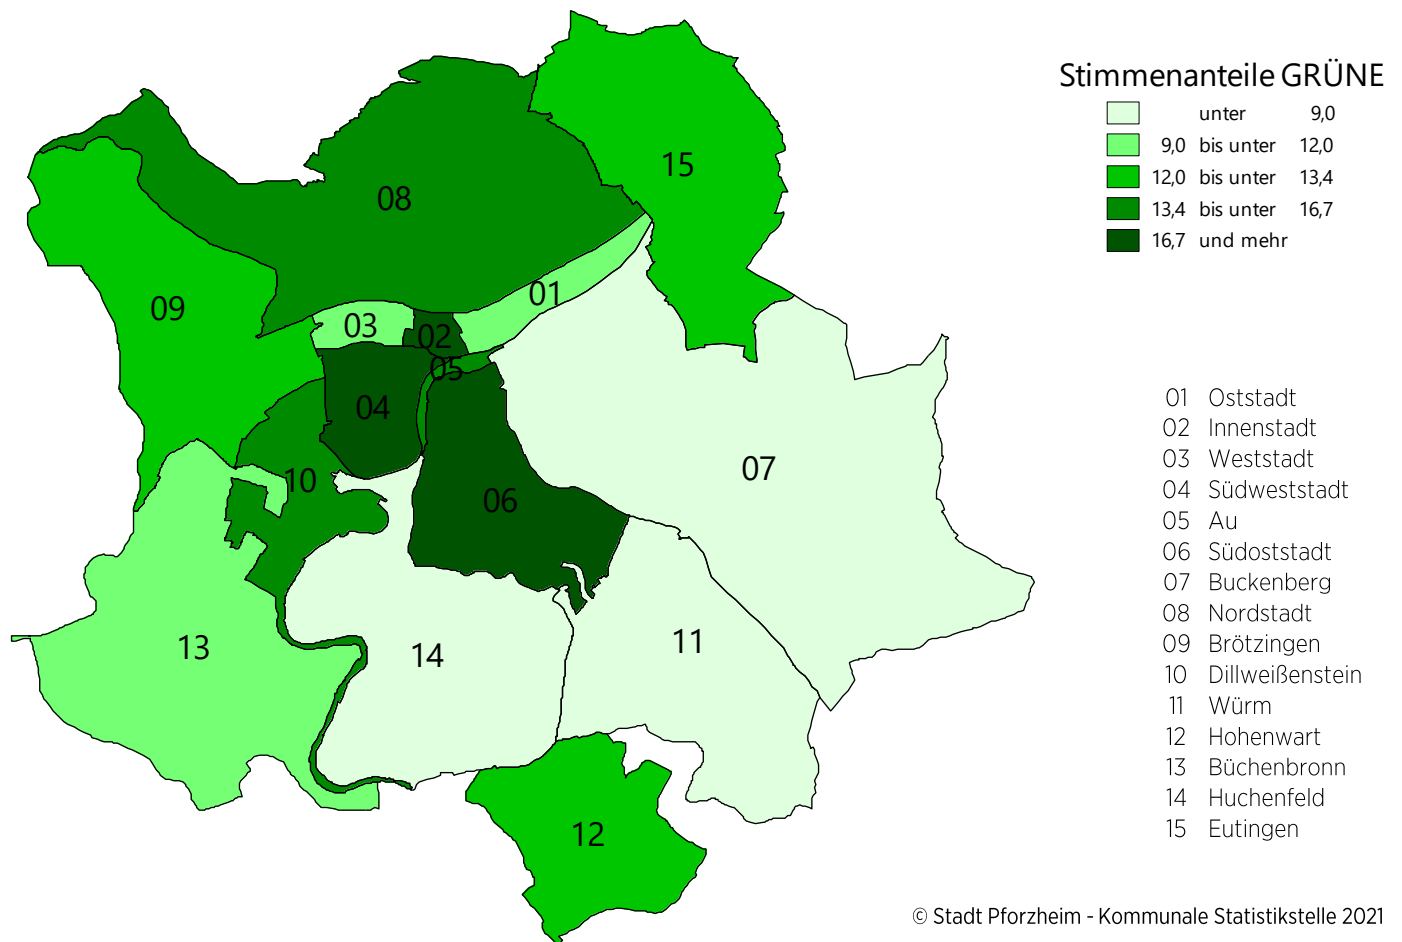 Stimmenanteile GRÜNE
unter 9,0
9,0 bis unter 12,0
12,0 bis unter 13,4
13,4 bis unter 16,7
16,7 und mehr
15
08
01
09
03
02
05
04
10
07
06
13
14
11
12
01 Oststadt
02 Innenstadt
03 Weststadt
04 Südweststadt
05 Au
06 Südoststadt
07 Buckenberg
08 Nordstadt
09 Brötzingen
10 Dillweißenstein
11 Würm
12 Hohenwart
13 Büchenbronn
14 Huchenfeld
15 Eutingen
© Stadt Pforzheim - Kommunale Statistikstelle 2021